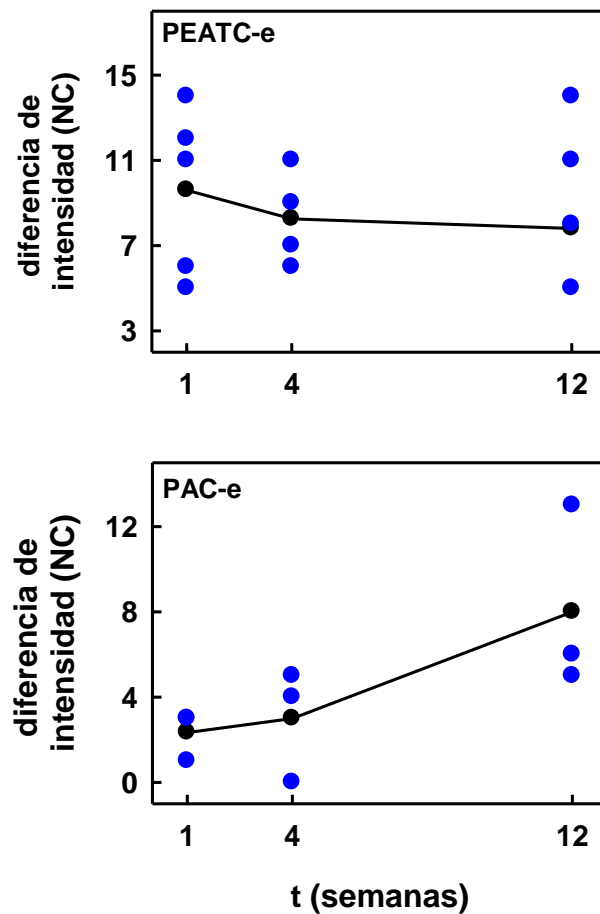 PEATC-e
diferencia de
intensidad (NC)
15
11
7
3
1 4 12
PAC-e
diferencia de
intensidad (NC)
12
8
4
0
1 4 12
t (semanas)